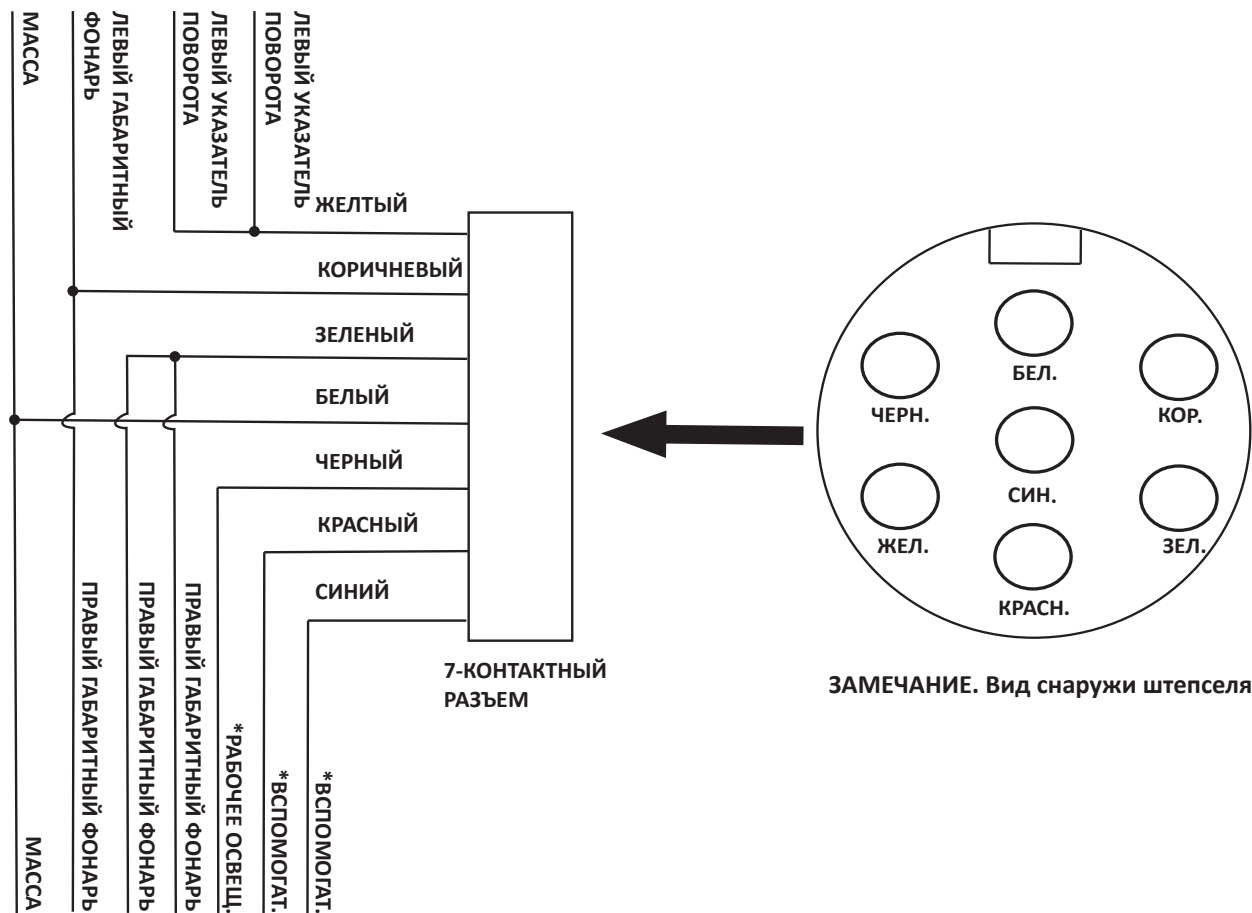 МАССА
ЛЕВЫЙ ГАБАРИТНЫЙ
ФОНАРЬ
ЛЕВЫЙ УКАЗАТЕЛЬ
ПОВОРОТА
ЛЕВЫЙ УКАЗАТЕЛЬ
ПОВОРОТА
ЖЕЛТЫЙ
КОРИЧНЕВЫЙ
ЗЕЛЕНЫЙ
БЕЛЫЙ
ЧЕРНЫЙ
КРАСНЫЙ
СИНИЙ
7-КОНТАКТНЫЙ
РАЗЪЕМ
МАССА
ПРАВЫЙ ГАБАРИТНЫЙ ФОНАРЬ
ПРАВЫЙ ГАБАРИТНЫЙ ФОНАРЬ
ПРАВЫЙ ГАБАРИТНЫЙ ФОНАРЬ
*РАБОЧЕЕ ОСВЕЩ.
*ВСПОМОГАТ.
*ВСПОМОГАТ.
БЕЛ.
ЧЕРН.
КОР.
СИН.
ЖЕЛ.
ЗЕЛ.
КРАСН.
ЗАМЕЧАНИЕ. Вид снаружи штепселя